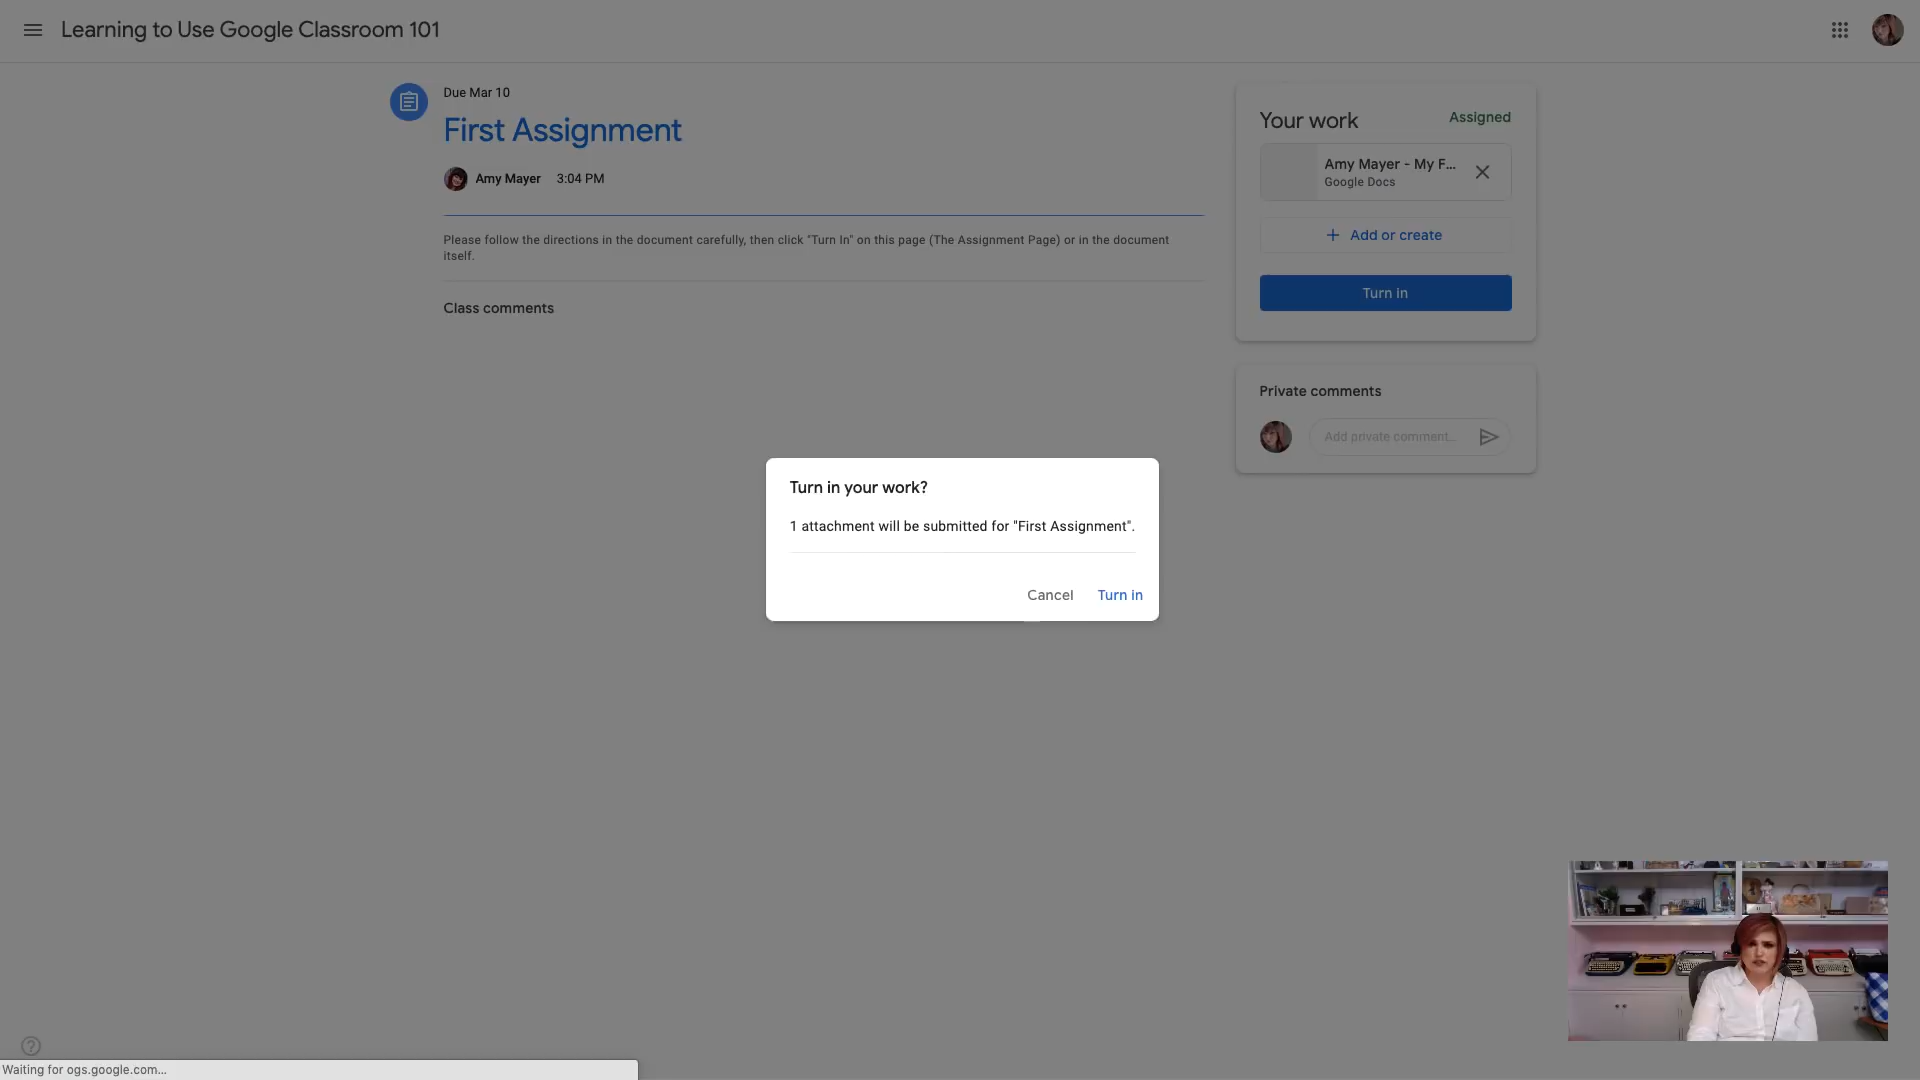 Learning to Use Google Classroom 101
Due Mar 10
First Assignment
Amy Mayer 3:04 PM
Please follow the directions in the document carefully, then click "Turn In" on this page (The Assignment Page) or in the document
itself.
Class comments
Your work
Assigned
Amy Mayer - My F...
Google Docs
Add or create
Turn in
Private comments
Add private comment...
Turn in your work?
1 attachment will be submitted for "First Assignment".
Cancel Turn in
Waiting for ogs.google.com...